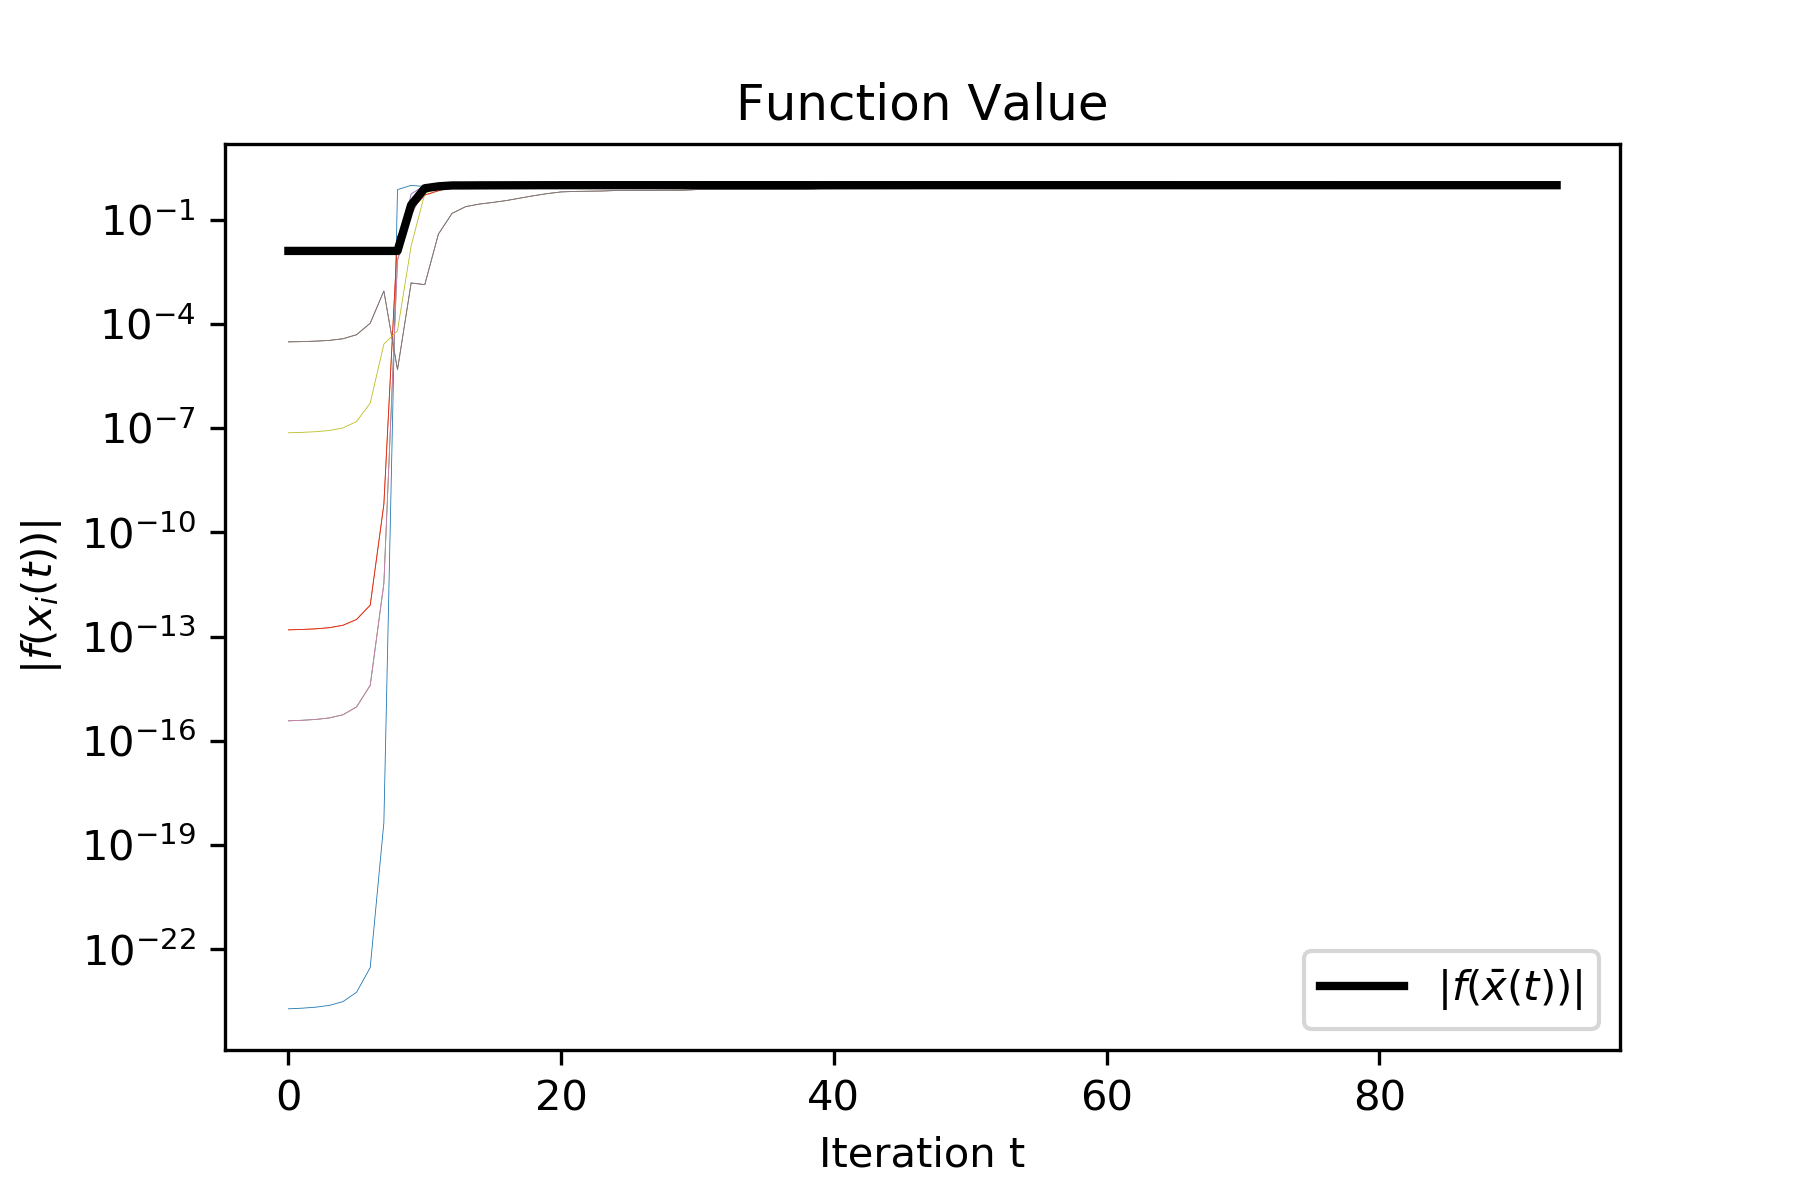 Function Value
|f(xᵢ(t))|
10⁻¹
10⁻⁴
10⁻⁷
10⁻¹⁰
10⁻¹³
10⁻¹⁶
10⁻¹⁹
10⁻²²
|f(x̄(t))|
0 20 40 60 80
Iteration t